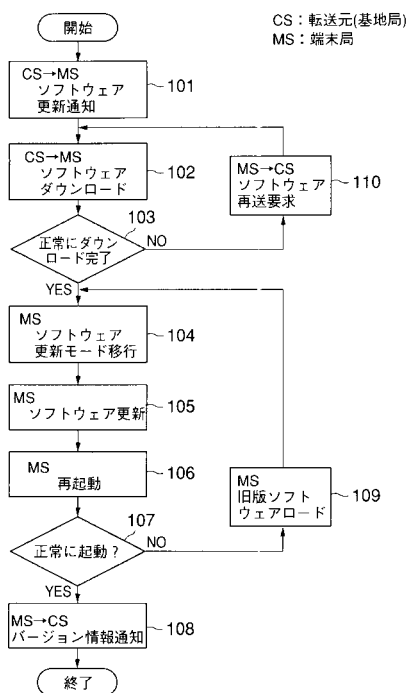 CS：転送元(基地局)
MS：端末局
開始
CS→MS
ソフトウェア
更新通知
101
CS→MS
ソフトウェア
ダウンロード
102
MS→CS
ソフトウェア
再送要求
110
103
正常にダウン
ロード完了
NO
YES
MS
ソフトウェア
更新モード移行
104
MS
ソフトウェア更新
105
MS
再起動
106
MS
旧版ソフト
ウェアロード
109
107
正常に起動？
NO
YES
MS→CS
バージョン情報通知
108
終了